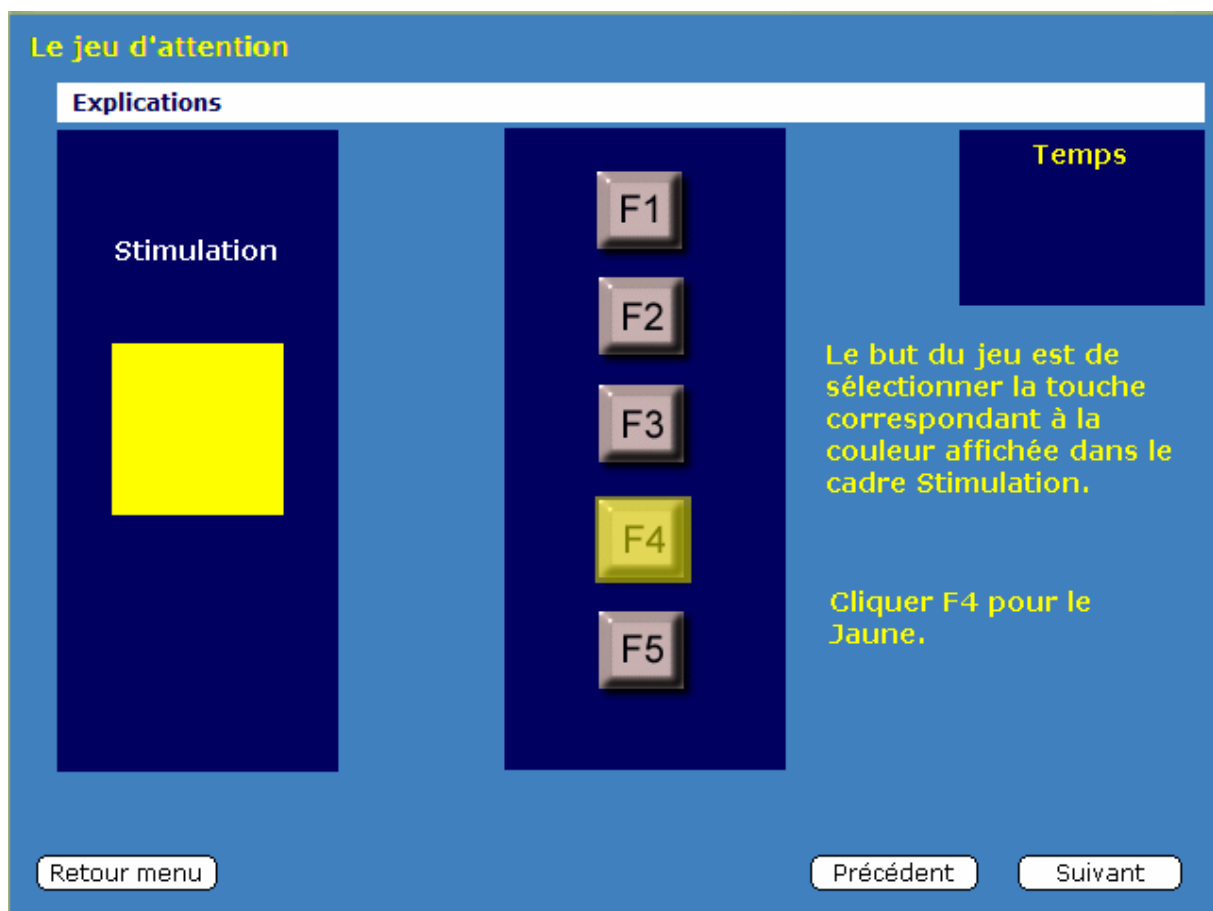 Le jeu d'attention
Explications
Stimulation
F1
F2
F3
F4
F5
Temps
Le but du jeu est de
sélectionner la touche
correspondant à la
couleur affichée dans le
cadre Stimulation.
Cliquer F4 pour le
Jaune.
Retour menu
Précédent
Suivant